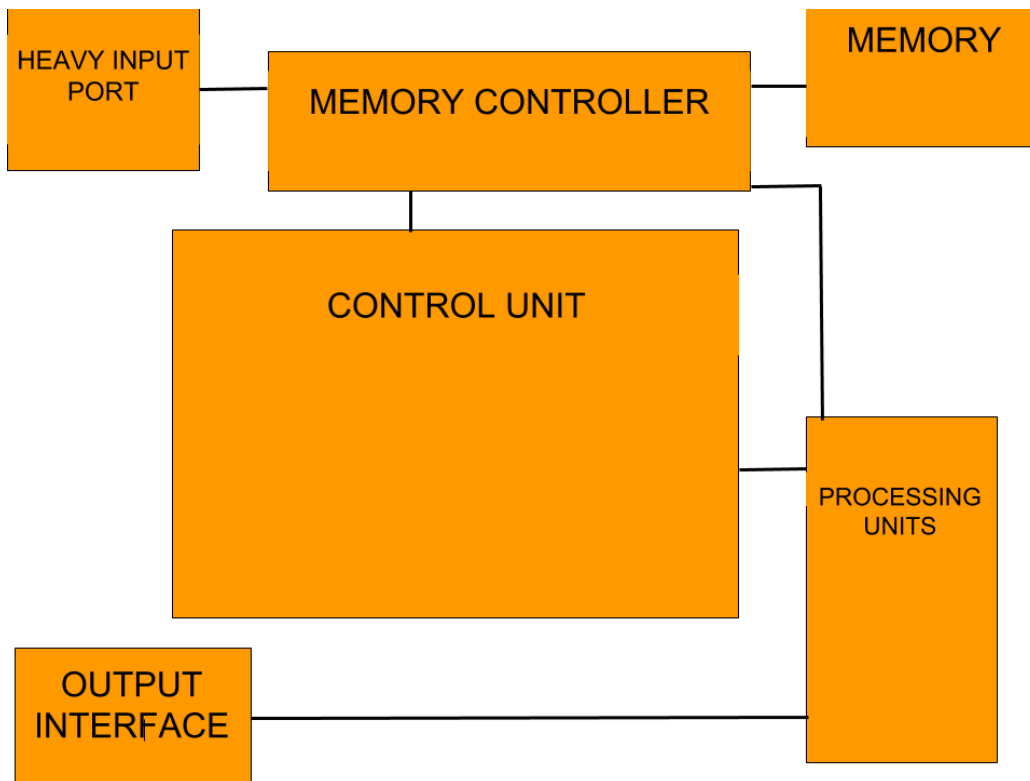 HEAVY INPUT
PORT
MEMORY CONTROLLER
MEMORY
CONTROL UNIT
PROCESSING
UNITS
OUTPUT
INTERFACE